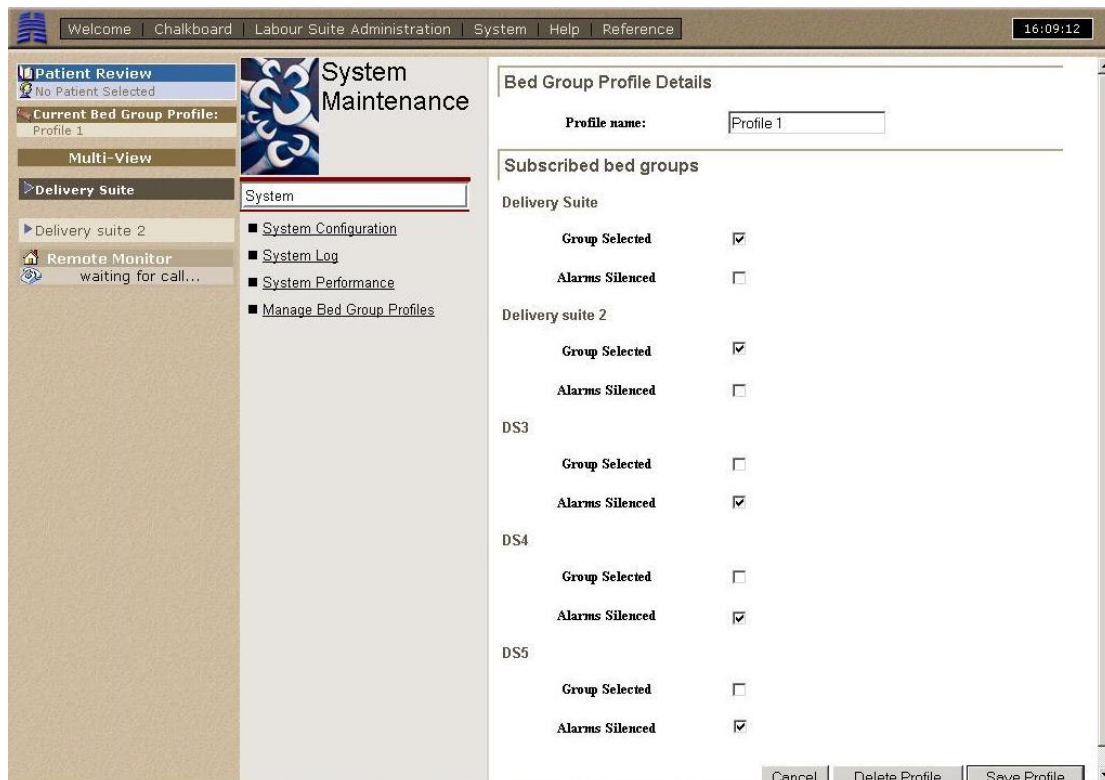 Welcome | Chalkboard | Labour Suite Administration | System | Help | Reference
16:09:12
Patient Review
No Patient Selected
Current Bed Group Profile:
Profile 1
Multi-View
Delivery Suite
Delivery suite 2
Remote Monitor
waiting for call...
System
Maintenance
System
System Configuration
System Log
System Performance
Manage Bed Group Profiles
Bed Group Profile Details
Profile name: Profile 1
Subscribed bed groups
Delivery Suite
Group Selected
Alarms Silenced
Delivery suite 2
Group Selected
Alarms Silenced
DS3
Group Selected
Alarms Silenced
DS4
Group Selected
Alarms Silenced
DS5
Group Selected
Alarms Silenced
Cancel Delete Profile Save Profile